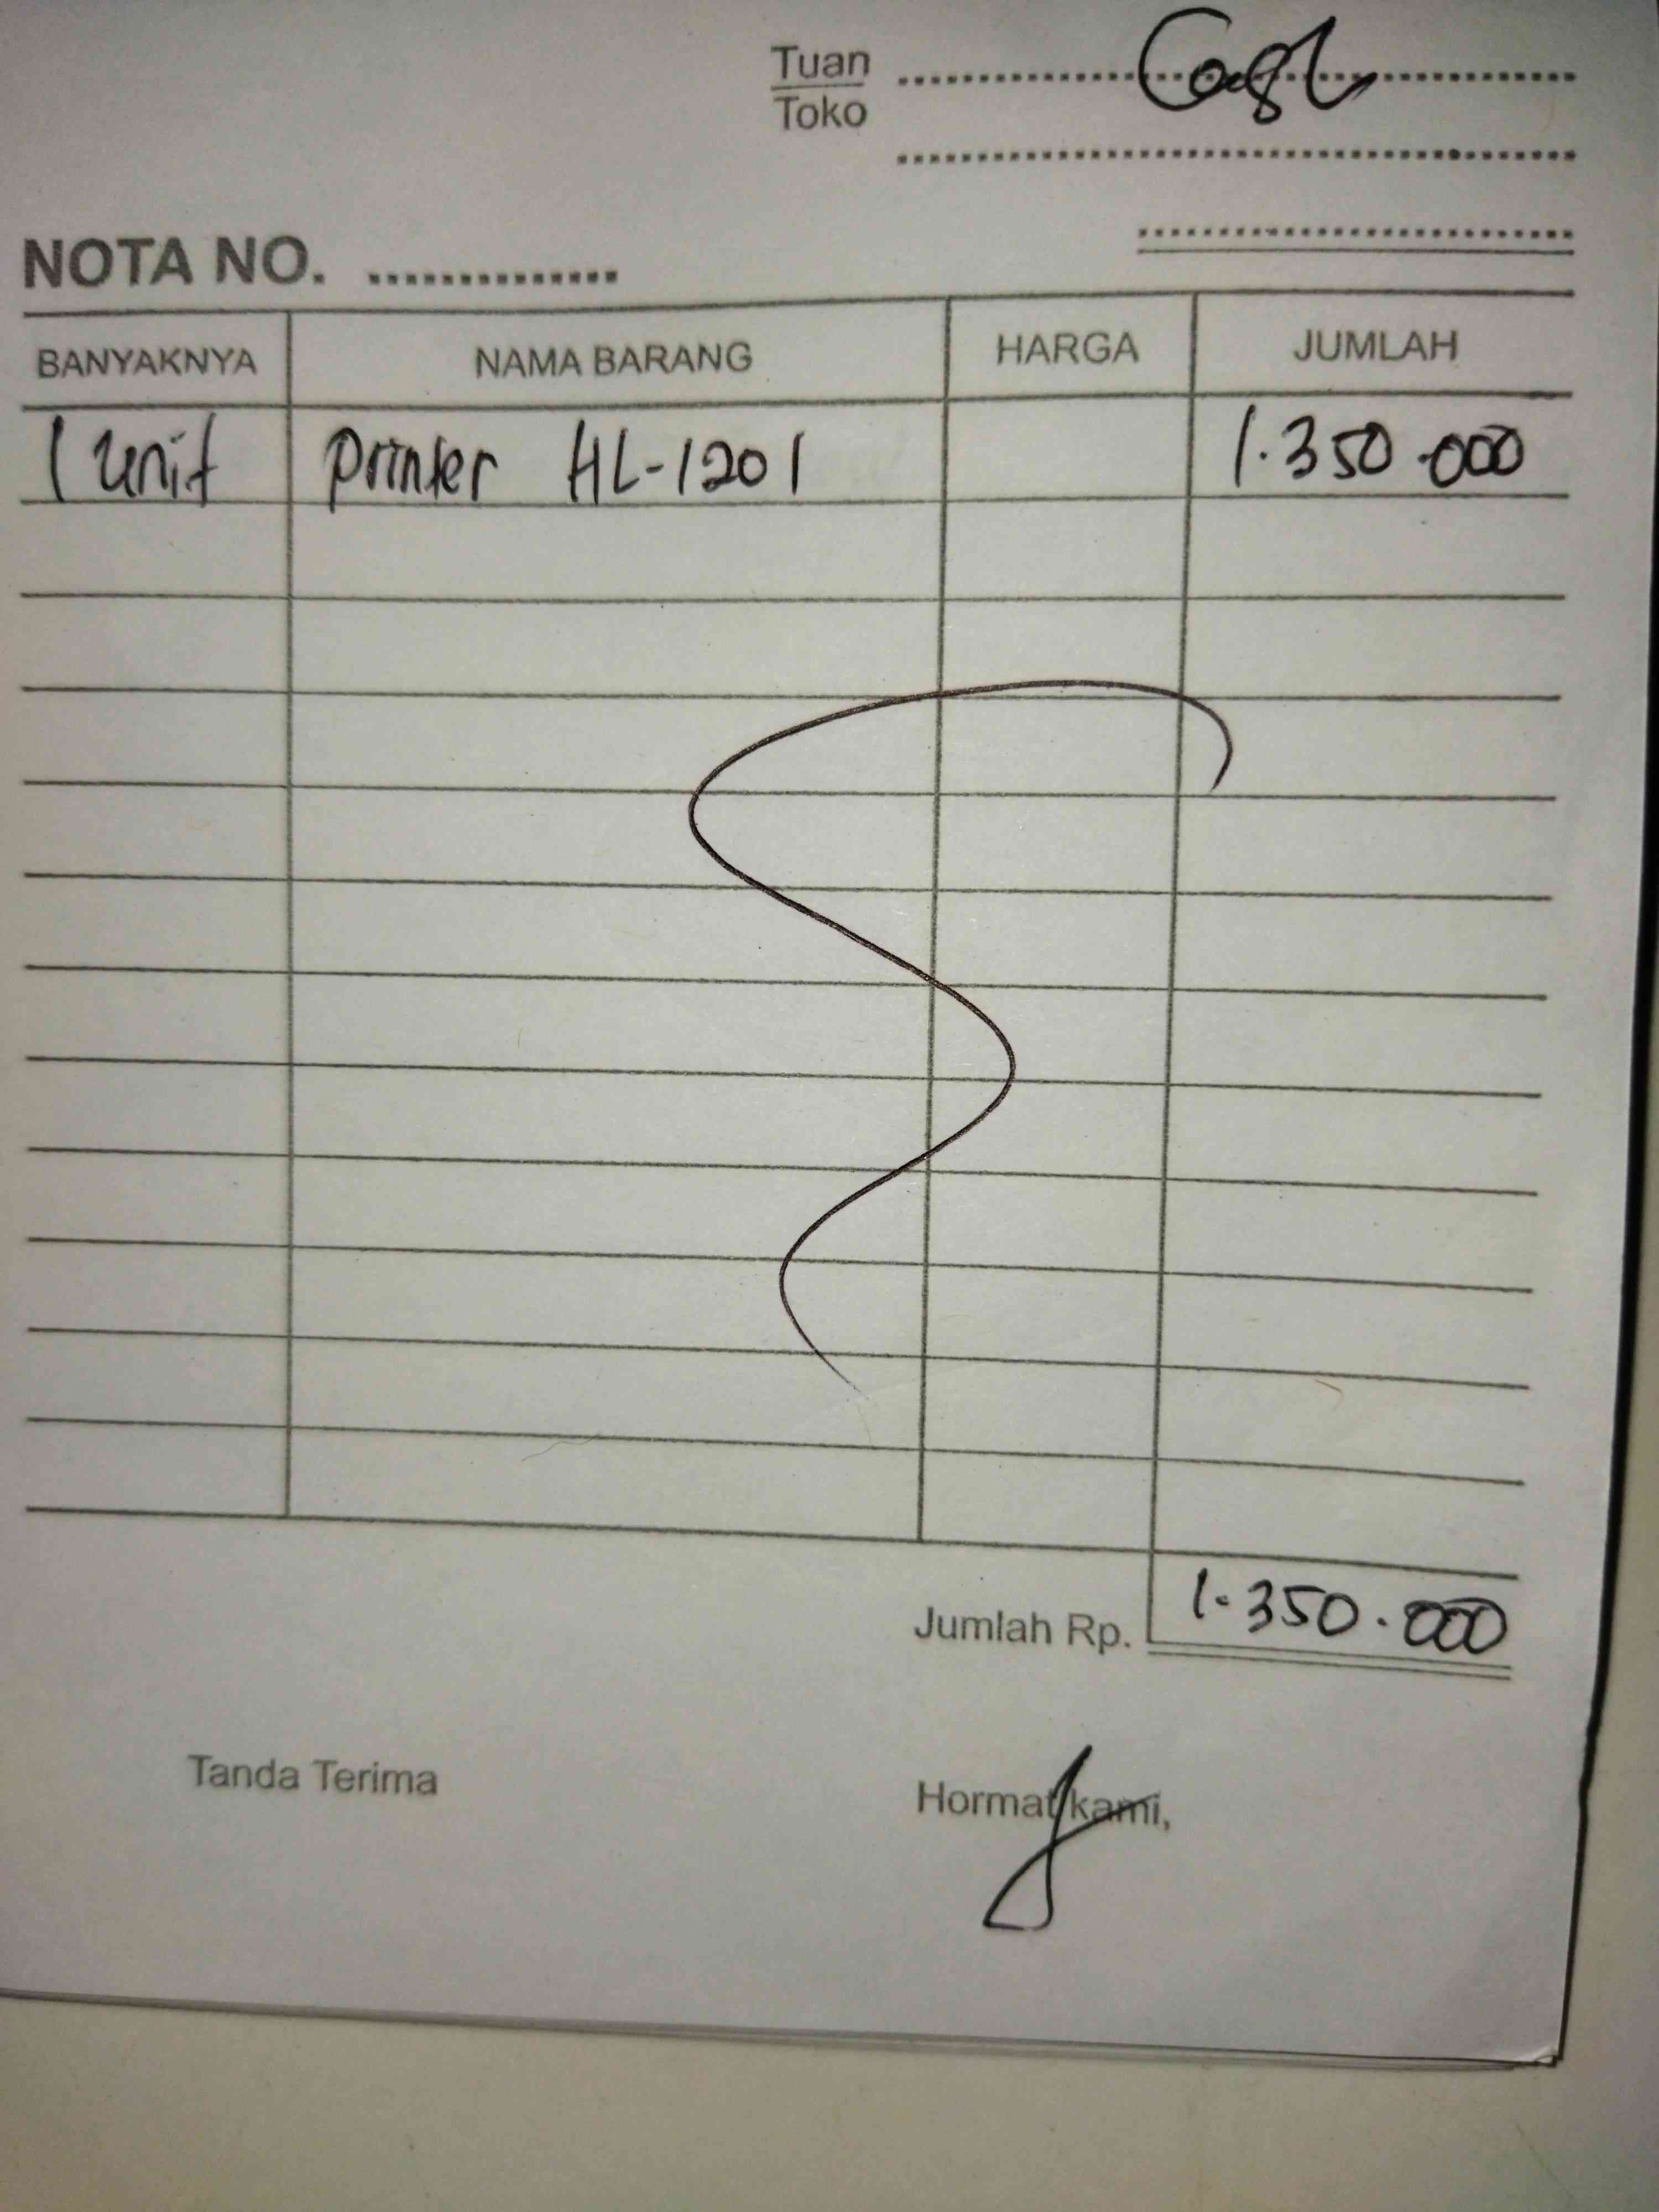 Tuan Cash
Toko
NOTA NO. ..............
BANYAKNYA NAMA BARANG HARGA JUMLAH
1 unit printer HL-1201 1.350.000
Jumlah Rp. 1.350.000
Tanda Terima Hormat kami,